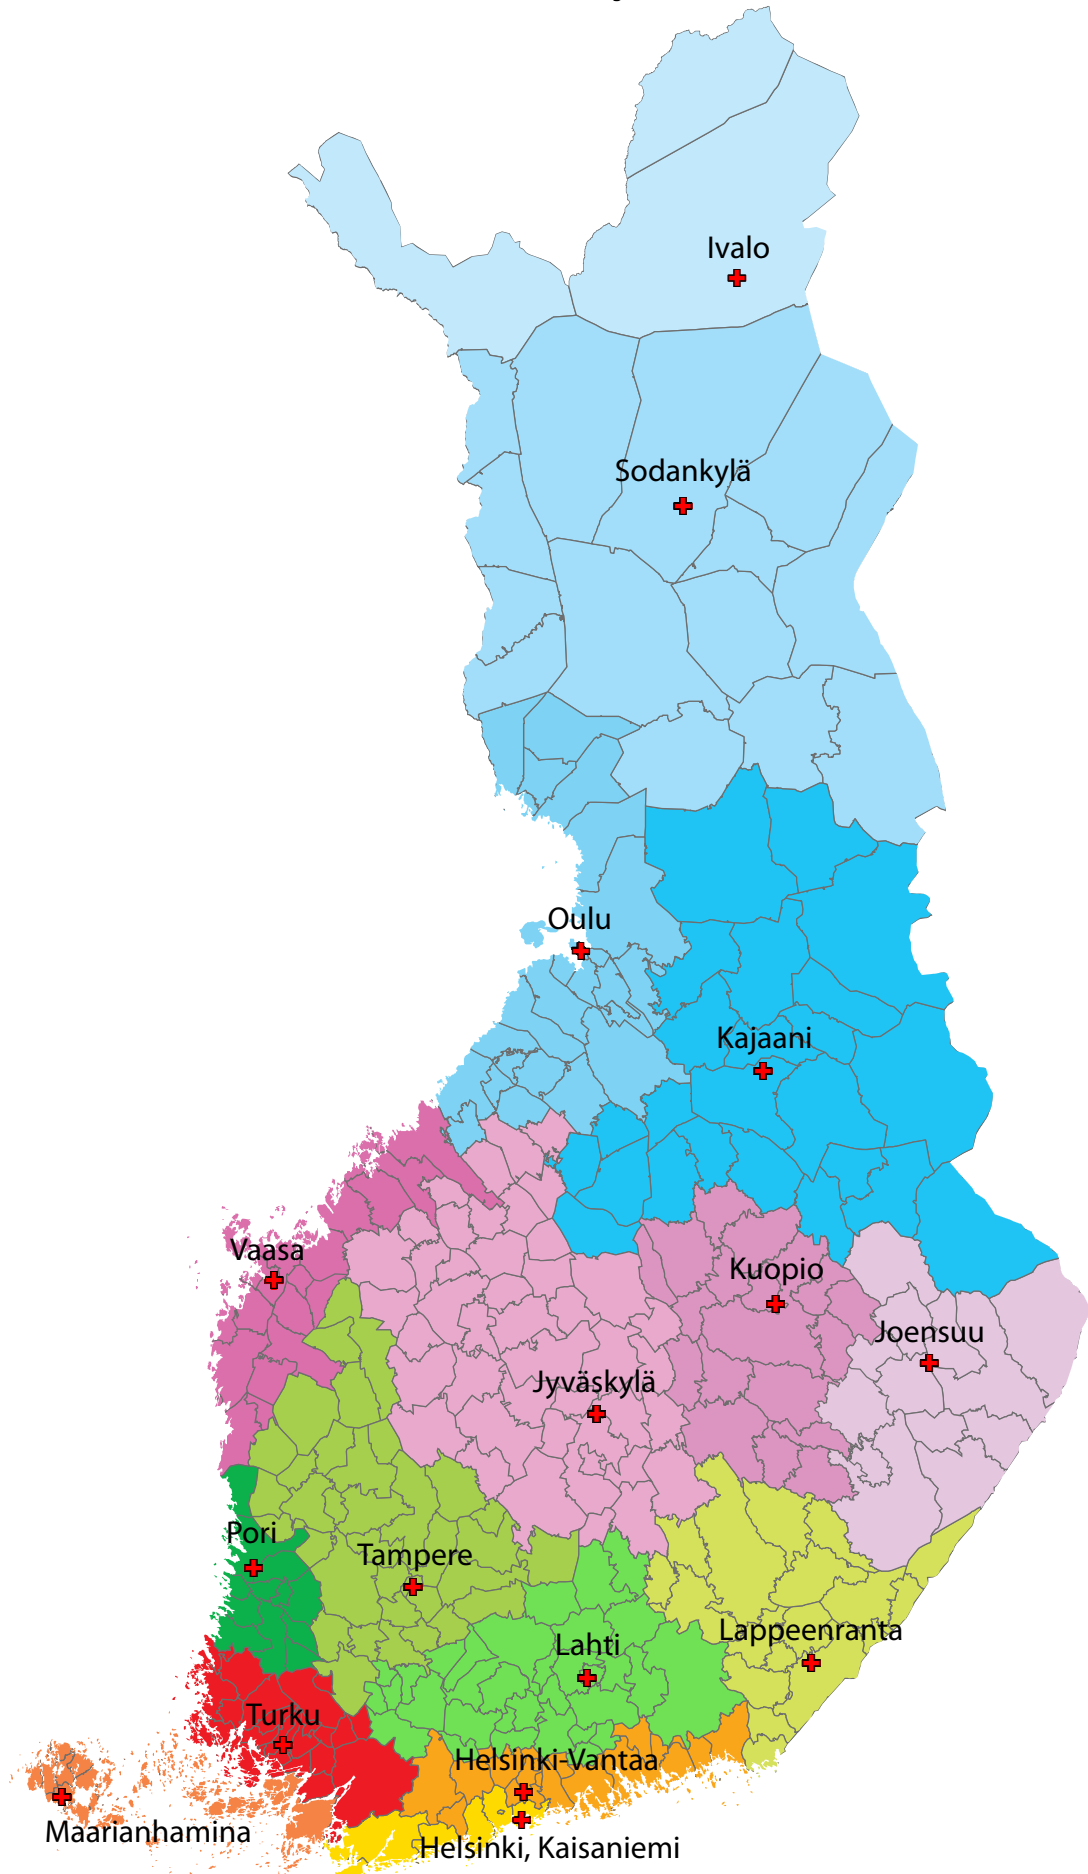 Ivalo
Sodankylä
Oulu
Kajaani
Vaasa
Kuopio
Joensuu
Jyväskylä
Pori
Tampere
Lappeenranta
Lahti
Turku
Helsinki-Vantaa
Maarianhamina
Helsinki, Kaisaniemi